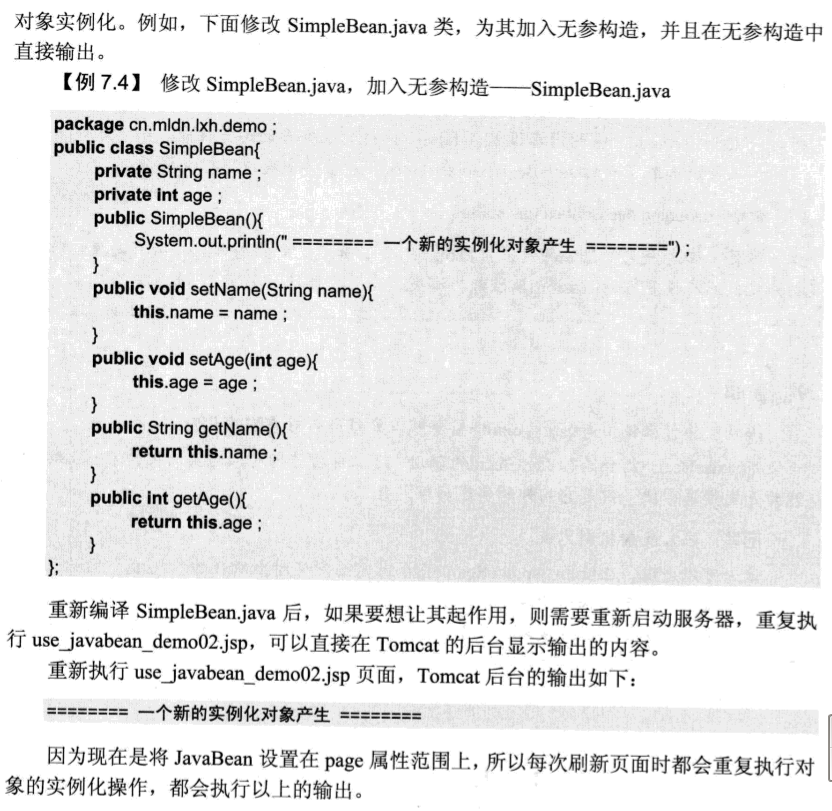 对象实例化。例如，下面修改 SimpleBean.java 类，为其加入无参构造，并且在无参构造中
直接输出。
【例 7.4】 修改 SimpleBean.java，加入无参构造——SimpleBean.java
package cn.mldn.lxh.demo ;
public class SimpleBean{
private String name ;
private int age ;
public SimpleBean(){
System.out.println(" ======== 一个新的实例化对象产生 ========") ;
}
public void setName(String name){
this.name = name ;
}
public void setAge(int age){
this.age = age ;
}
public String getName(){
return this.name ;
}
public int getAge(){
return this.age ;
}
};
重新编译 SimpleBean.java 后，如果要想让其起作用，则需要重新启动服务器，重复执
行 use_javabean_demo02.jsp，可以直接在 Tomcat 的后台显示输出的内容。
重新执行 use_javabean_demo02.jsp 页面，Tomcat 后台的输出如下：
======== 一个新的实例化对象产生 ========
因为现在是将 JavaBean 设置在 page 属性范围上，所以每次刷新页面时都会重复执行对
象的实例化操作，都会执行以上的输出。